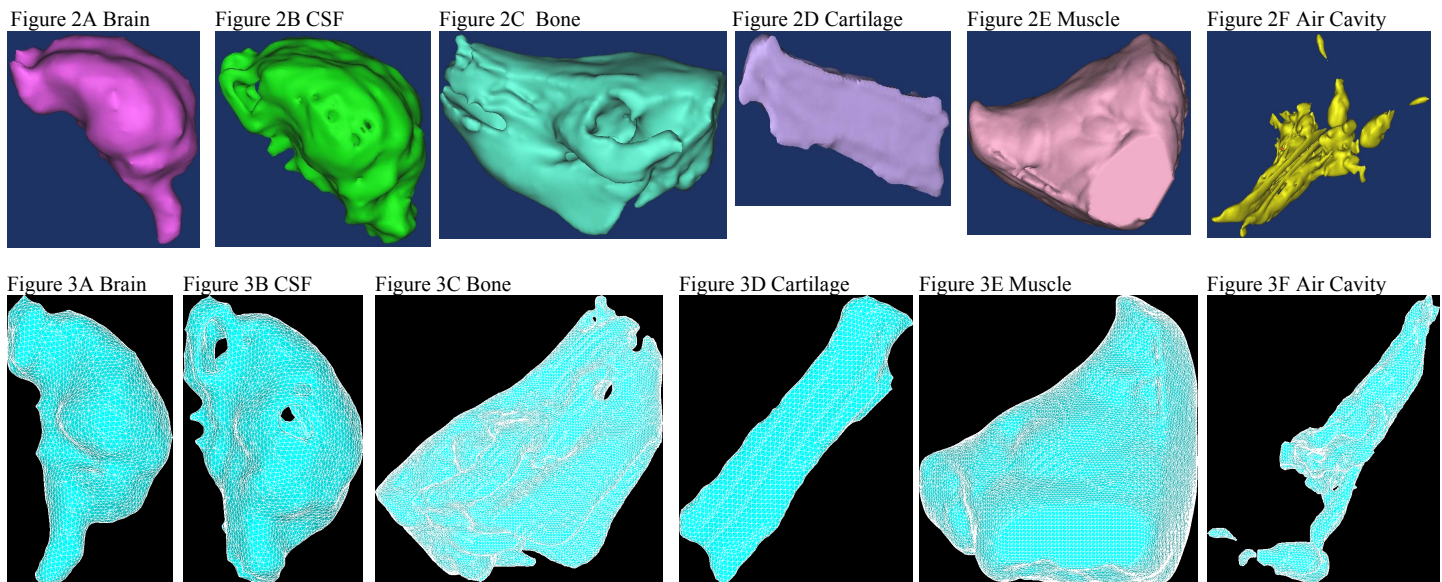 Figure 2A Brain
Figure 2B CSF
Figure 2C Bone
Figure 2D Cartilage
Figure 2E Muscle
Figure 2F Air Cavity
Figure 3A Brain
Figure 3B CSF
Figure 3C Bone
Figure 3D Cartilage
Figure 3E Muscle
Figure 3F Air Cavity